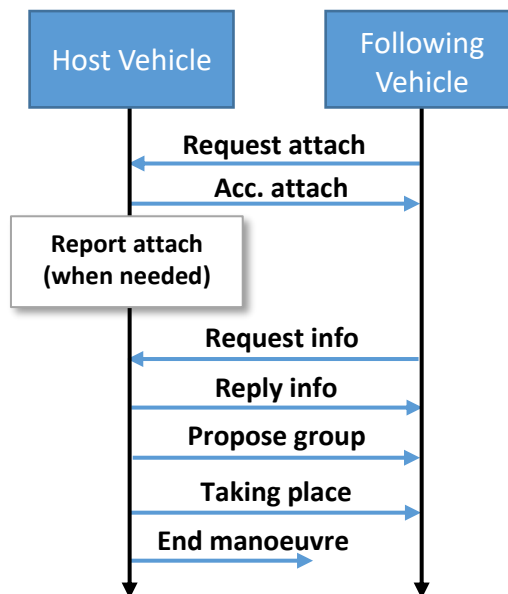 Host Vehicle
Following
Vehicle
Request attach
Acc. attach
Report attach
(when needed)
Request info
Reply info
Propose group
Taking place
End manoeuvre